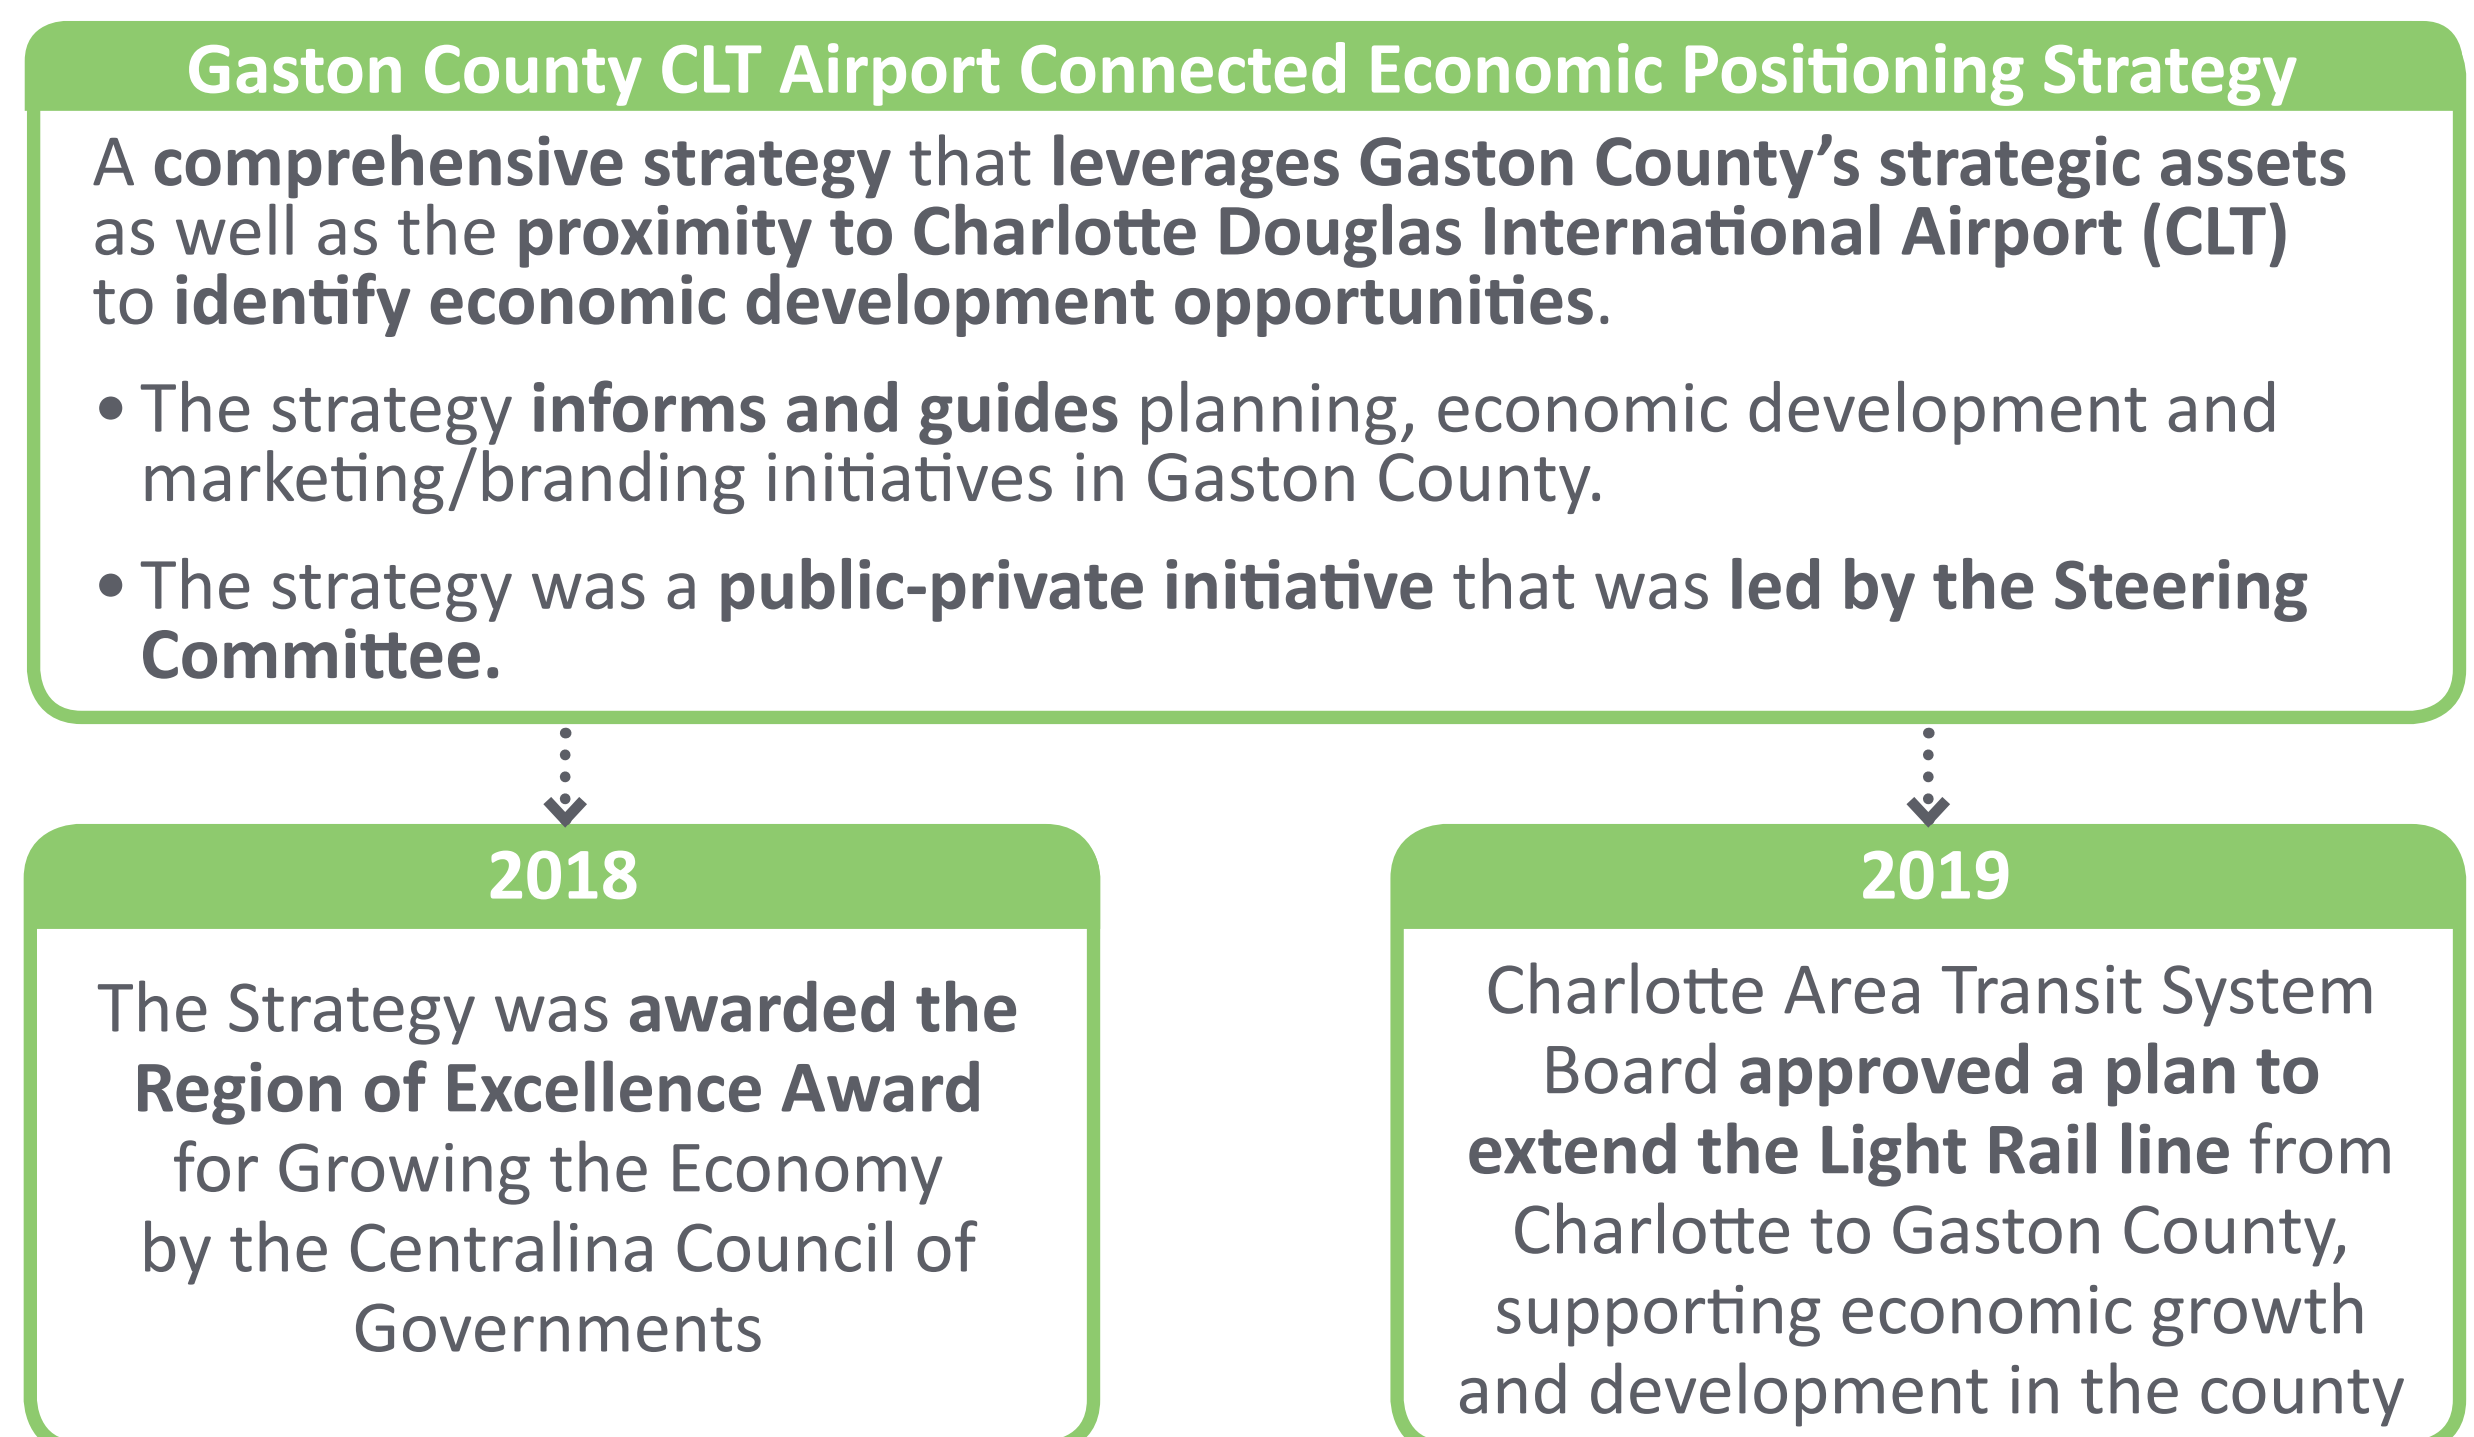 Gaston County CLT Airport Connected Economic Positioning Strategy
A comprehensive strategy that leverages Gaston County’s strategic assets
as well as the proximity to Charlotte Douglas International Airport (CLT)
to identify economic development opportunities.
• The strategy informs and guides planning, economic development and
marketing/branding initiatives in Gaston County.
• The strategy was a public-private initiative that was led by the Steering
Committee.
2018
The Strategy was awarded the
Region of Excellence Award
for Growing the Economy
by the Centralina Council of
Governments
2019
Charlotte Area Transit System
Board approved a plan to
extend the Light Rail line from
Charlotte to Gaston County,
supporting economic growth
and development in the county